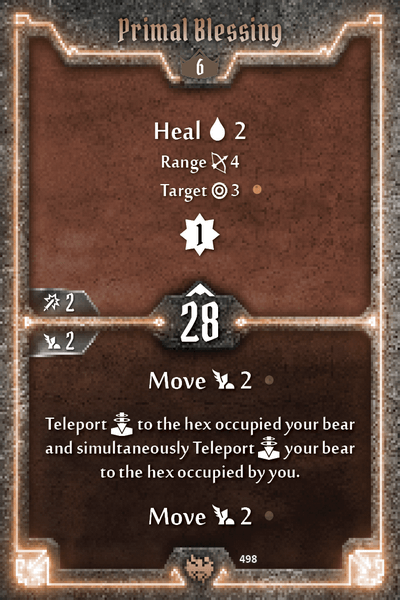 Primal Blessing
6
Heal 2
Range 4
Target 3
1
2
28
2
Move 2
Teleport to the hex occupied your bear
and simultaneously Teleport your bear
to the hex occupied by you.
Move 2
498